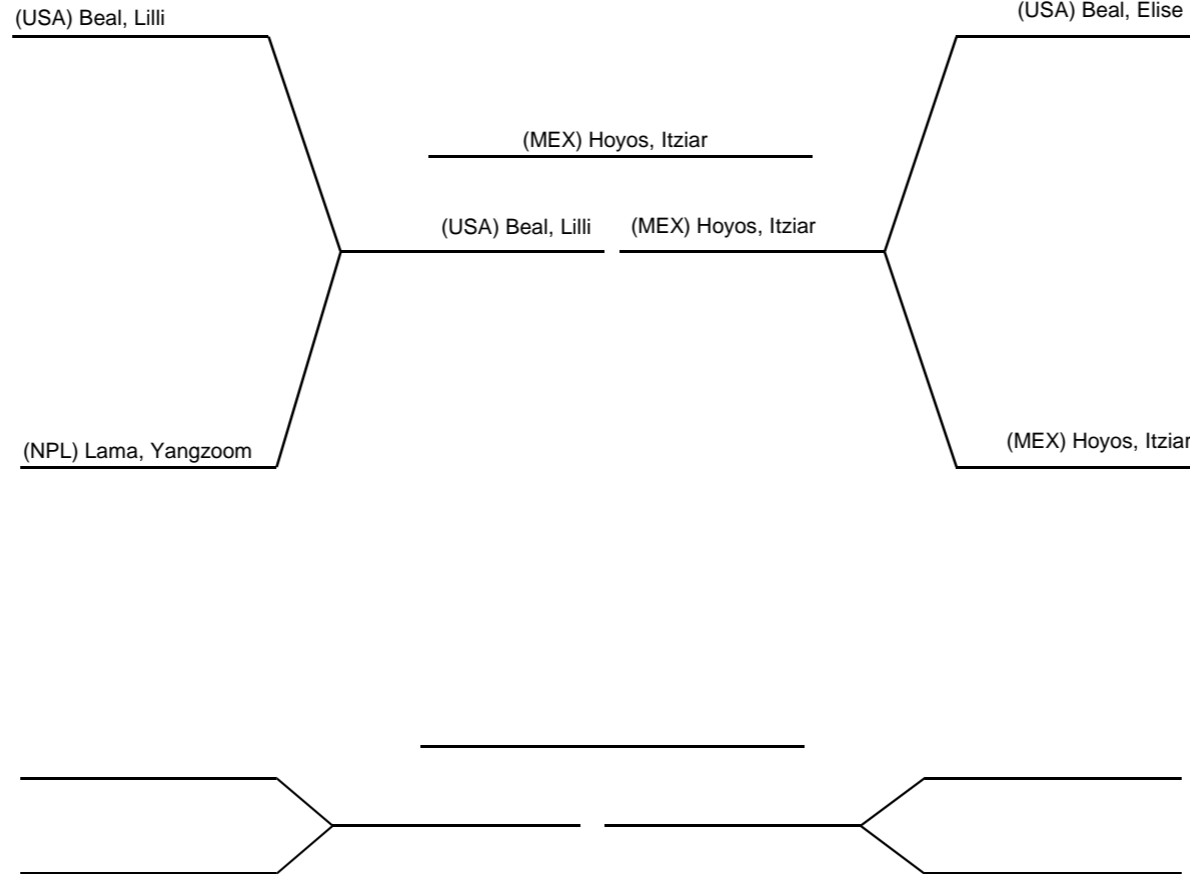 (USA) Beal, Lilli
(USA) Beal, Elise
(MEX) Hoyos, Itziar
(USA) Beal, Lilli
(MEX) Hoyos, Itziar
(NPL) Lama, Yangzoom
(MEX) Hoyos, Itziar